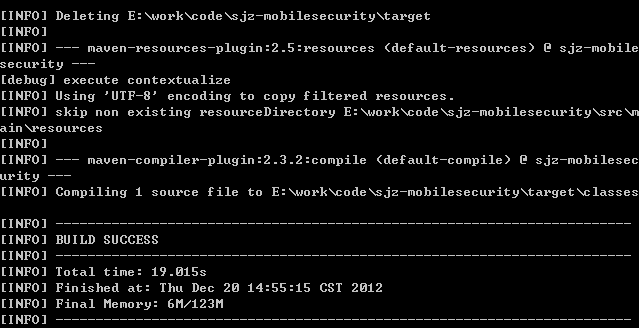 [INFO] Deleting E:\work\code\sjz-mobilesecurity\target
[INFO]
[INFO] --- maven-resources-plugin:2.5:resources (default-resources) @ sjz-mobile
security ---
[debug] execute contextualize
[INFO] Using 'UTF-8' encoding to copy filtered resources.
[INFO] skip non existing resourceDirectory E:\work\code\sjz-mobilesecurity\src\m
ain\resources
[INFO]
[INFO] --- maven-compiler-plugin:2.3.2:compile (default-compile) @ sjz-mobilesec
urity ---
[INFO] Compiling 1 source file to E:\work\code\sjz-mobilesecurity\target\classes
[INFO] ------------------------------------------------------------------------
[INFO] BUILD SUCCESS
[INFO] ------------------------------------------------------------------------
[INFO] Total time: 19.015s
[INFO] Finished at: Thu Dec 20 14:55:15 CST 2012
[INFO] Final Memory: 6M/123M
[INFO] ------------------------------------------------------------------------